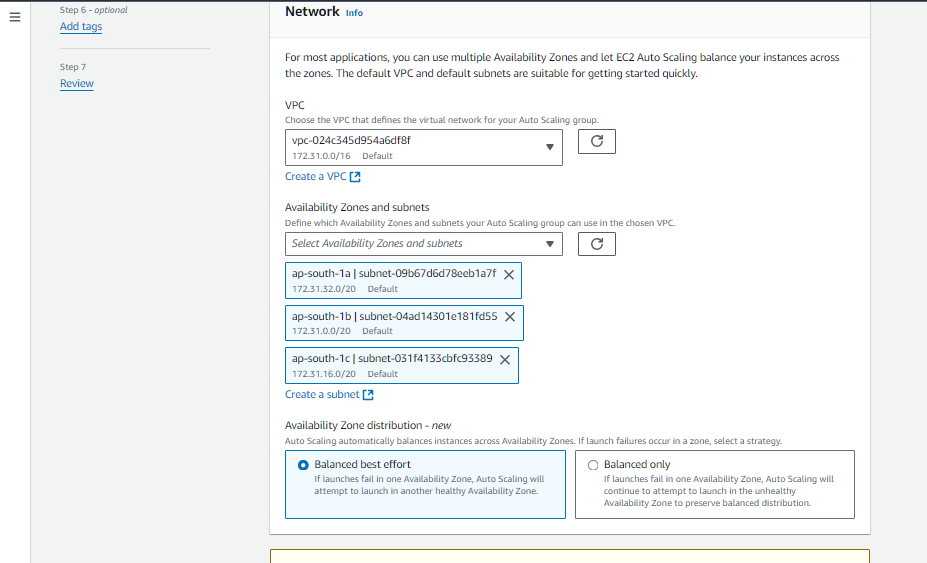 Step 6 - optional
Add tags
Step 7
Review
Network Info
For most applications, you can use multiple Availability Zones and let EC2 Auto Scaling balance your instances across
the zones. The default VPC and default subnets are suitable for getting started quickly.
VPC
Choose the VPC that defines the virtual network for your Auto Scaling group.
vpc-024c345d954a6df8f
172.31.0.0/16 Default
Create a VPC
Availability Zones and subnets
Define which Availability Zones and subnets your Auto Scaling group can use in the chosen VPC.
Select Availability Zones and subnets
ap-south-1a | subnet-09b67d6d78eeb1a7f
172.31.32.0/20 Default
ap-south-1b | subnet-04ad14301e181fd55
172.31.0.0/20 Default
ap-south-1c | subnet-031f4133cbfc93389
172.31.16.0/20 Default
Create a subnet
Availability Zone distribution - new
Auto Scaling automatically balances instances across Availability Zones. If launch failures occur in a zone, select a strategy.
Balanced best effort
If launches fail in one Availability Zone, Auto Scaling will
attempt to launch in another healthy Availability Zone.
Balanced only
If launches fail in one Availability Zone, Auto Scaling will
continue to attempt to launch in the unhealthy
Availability Zone to preserve balanced distribution.